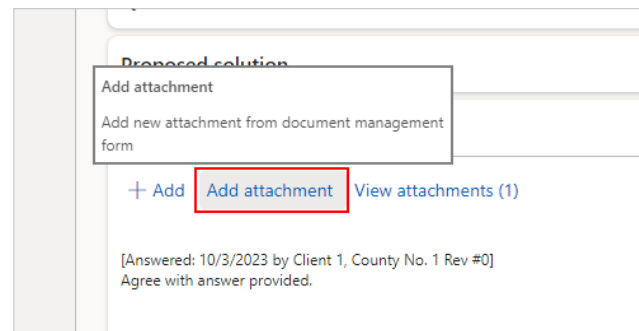 Proposed solution
Add attachment
Add new attachment from document management
form
+ Add Add attachment View attachments (1)
[Answered: 10/3/2023 by Client 1, County No. 1 Rev #0]
Agree with answer provided.